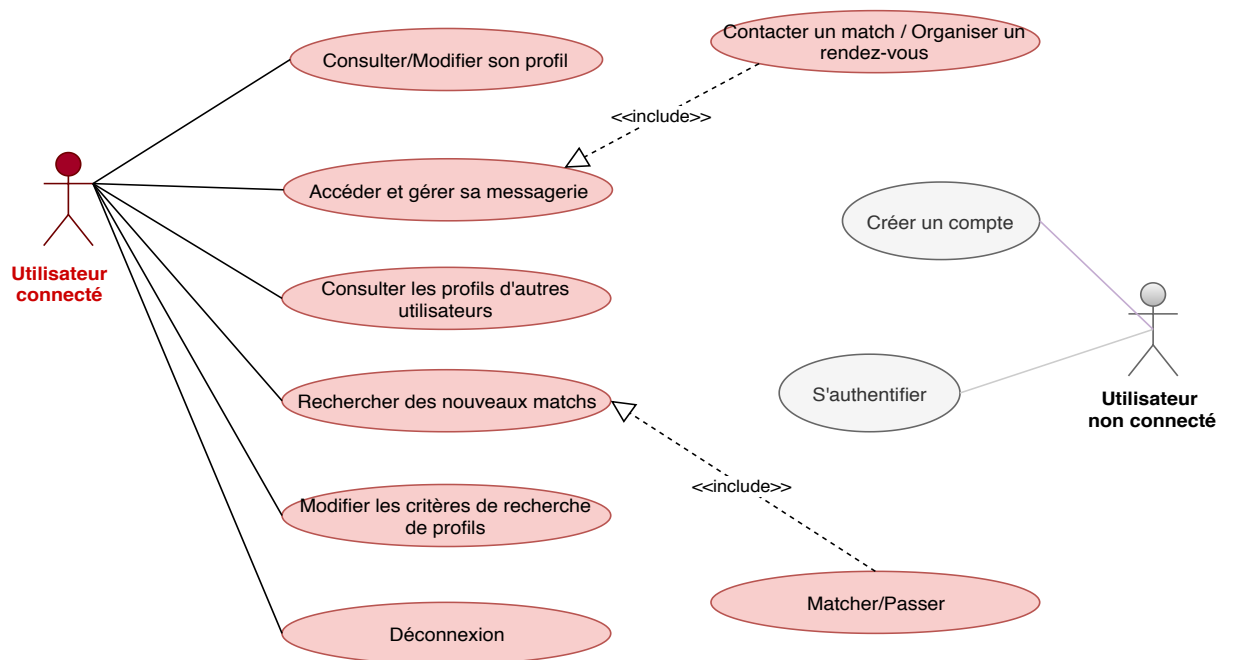 Contacter un match / Organiser un
rendez-vous
Consulter/Modifier son profil
<<include>>
Accéder et gérer sa messagerie
Créer un compte
Utilisateur
connecté
Consulter les profils d'autres
utilisateurs
S'authentifier
Rechercher des nouveaux matchs
Utilisateur
non connecté
<<include>>
Modifier les critères de recherche
de profils
Matcher/Passer
Déconnexion